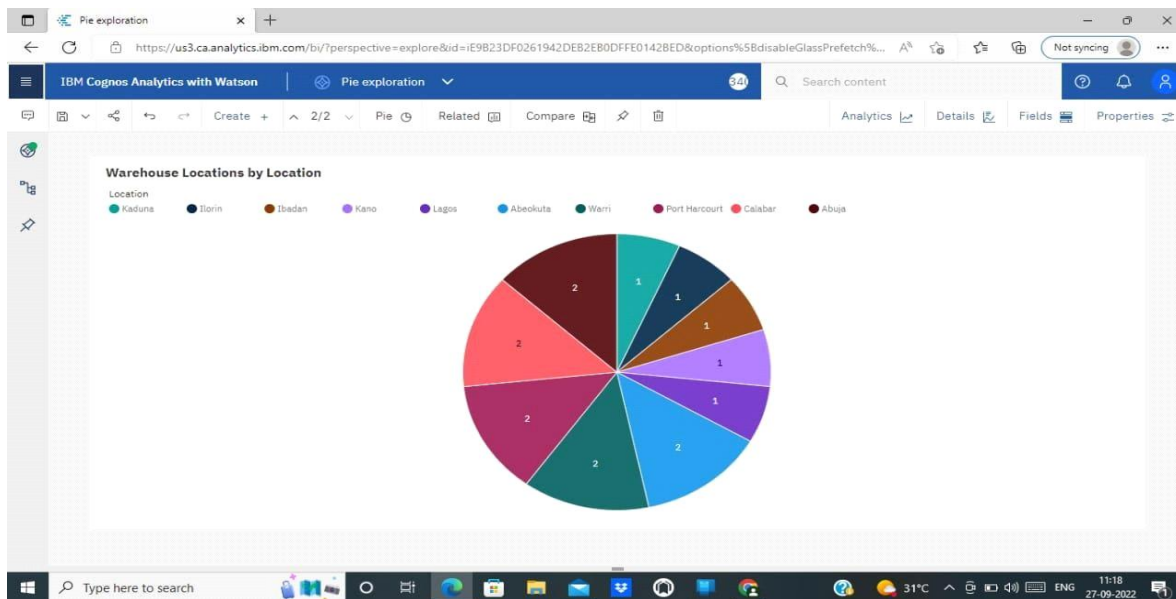 Pie exploration
https://us3.ca.analytics.ibm.com/bi/?perspective=explore&id=iE9B23DF0261942DEB2EB0DFFE0142BED&options%5BdisableGlassPrefetch%... Not syncing
IBM Cognos Analytics with Watson Pie exploration 34 Search content
Create + 2/2 Pie Related Compare Analytics Details Fields Properties
Warehouse Locations by Location
Location
Kaduna Ilorin Ibadan Kano Lagos Abeokuta Warri Port Harcourt Calabar Abuja
2 1
1
1
2
1
1
2
2
2
Type here to search 31°C ENG 11:18
27-09-2022